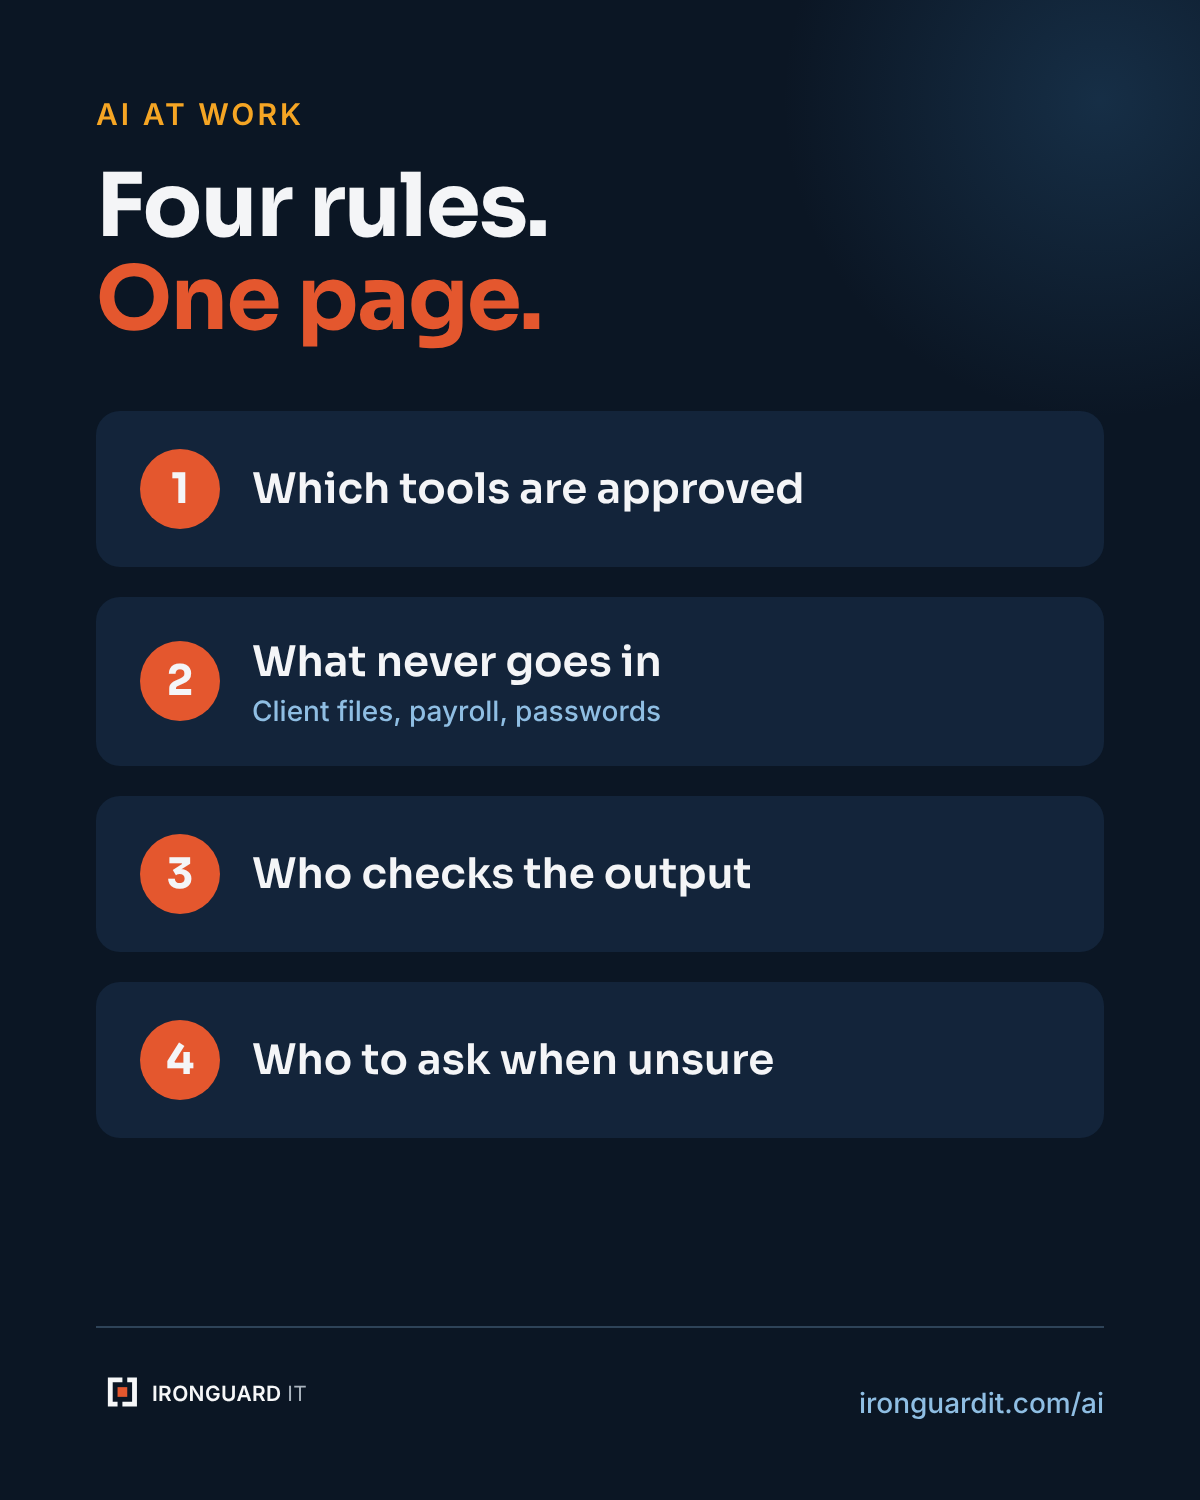 AI AT WORK
Four rules.
One page.
1
Which tools are approved
2
What never goes in
Client files, payroll, passwords
3
Who checks the output
4
Who to ask when unsure
IRONGUARD IT
ironguardit.com/ai